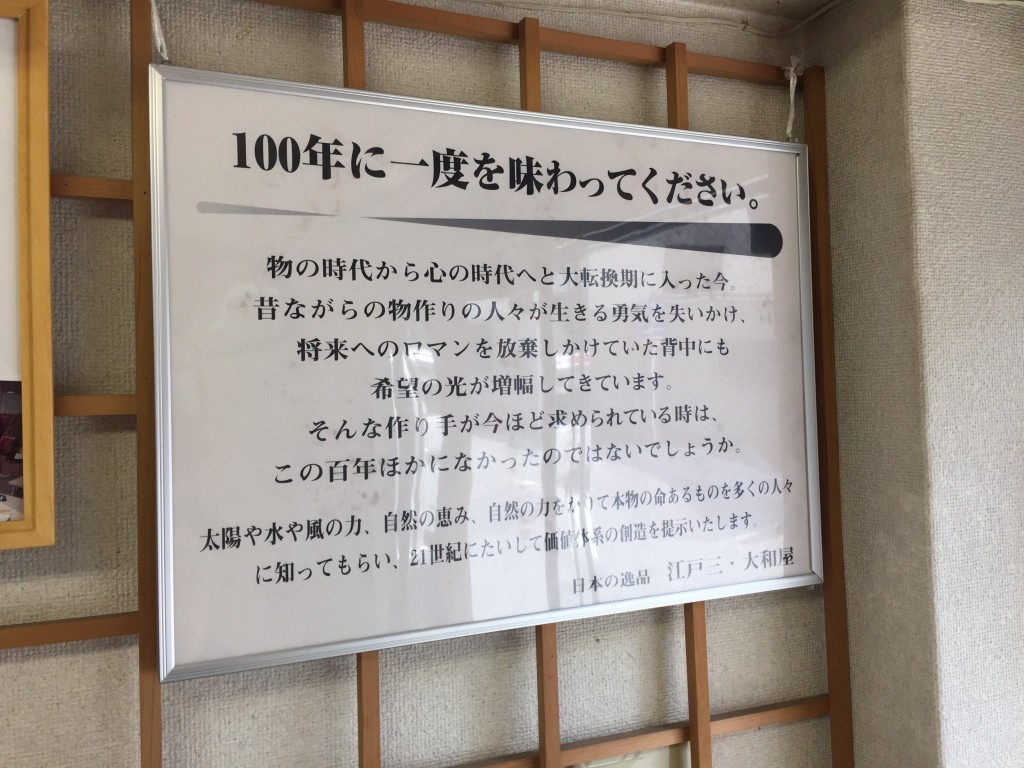 100年に一度を味わってください。
物の時代から心の時代へと大転換期に入った今。
昔ながらの物作りの人々が生きる勇気を失いかけ、
将来へのロマンを放棄しかけていた背中にも
希望の光が増幅してきています。
そんな作り手が今ほど求められている時は、
この百年ほかになかったのではないでしょうか。
太陽や水や風の力、自然の恵み、自然の力をかりて本物の命あるものを多くの人々
に知ってもらい、21世紀にたいして価値体系の創造を提示いたします。
日本の逸品 江戸三・大和屋